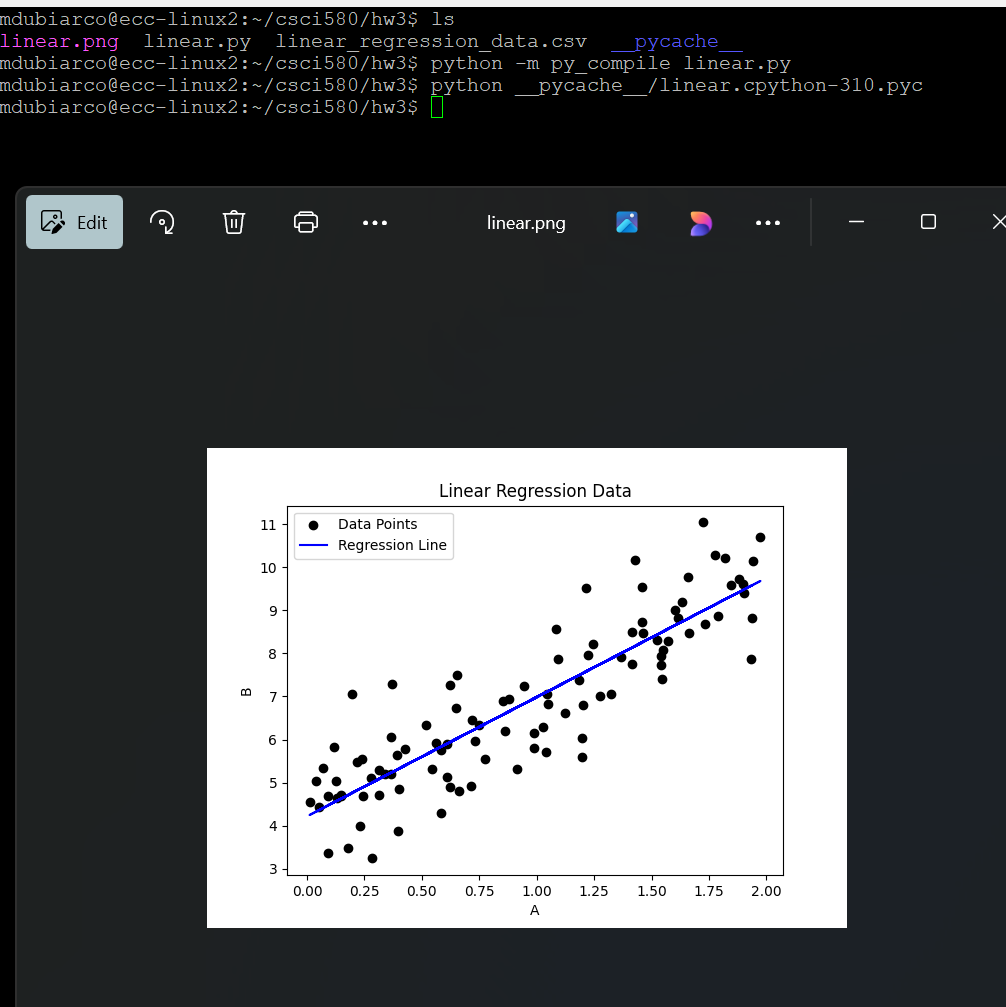 mdubiarco@ecc-linux2:~/csci580/hw3$ ls
linear.png  linear.py  linear_regression_data.csv  __pycache__
mdubiarco@ecc-linux2:~/csci580/hw3$ python -m py_compile linear.py
mdubiarco@ecc-linux2:~/csci580/hw3$ python __pycache__/linear.cpython-310.pyc
mdubiarco@ecc-linux2:~/csci580/hw3$
Edit
linear.png
Linear Regression Data
Data Points
Regression Line
11
10
9
8
7
6
5
4
3
B
0.00 0.25 0.50 0.75 1.00 1.25 1.50 1.75 2.00
A